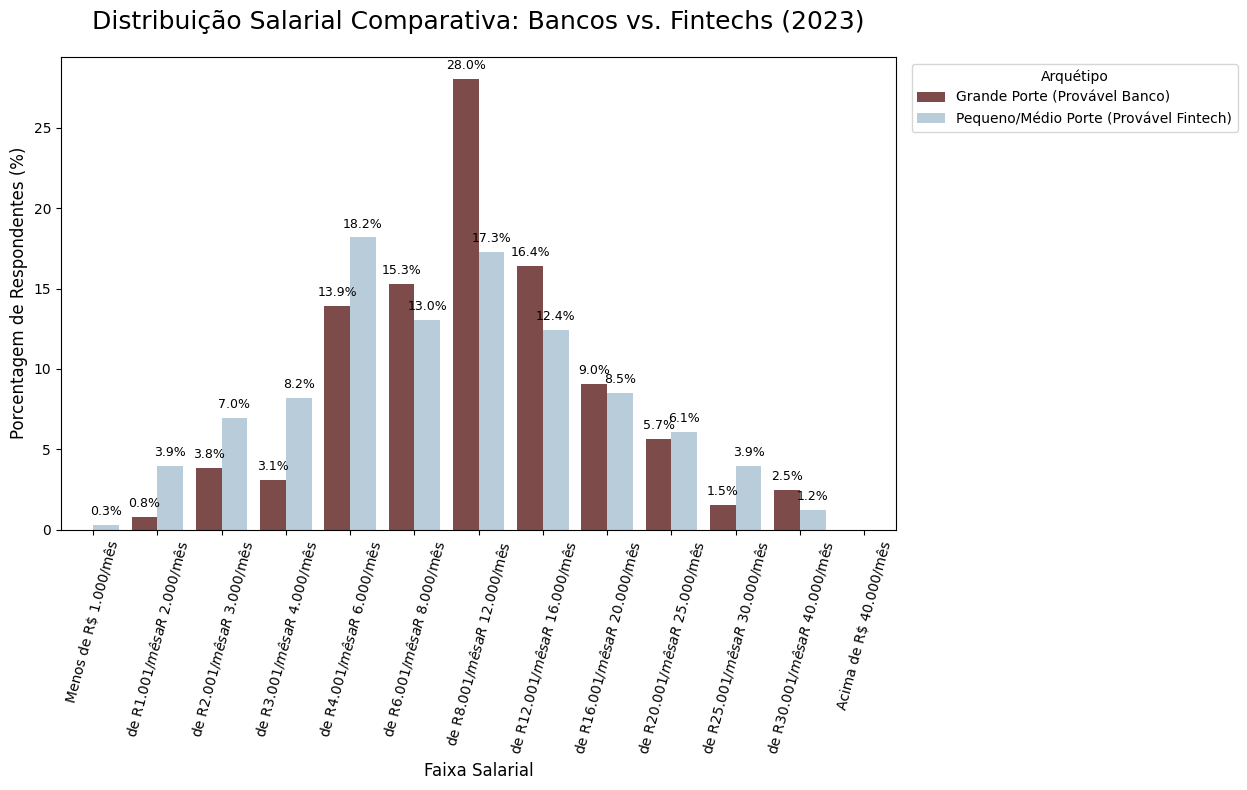 Distribuição Salarial Comparativa: Bancos vs. Fintechs (2023)
Arquétipo
Grande Porte (Provável Banco)
Pequeno/Médio Porte (Provável Fintech)
Porcentagem de Respondentes (%)
25
20
15
10
5
0
0.3%
0.8%
3.9%
3.8%
7.0%
3.1%
8.2%
13.9%
18.2%
15.3%
13.0%
28.0%
17.3%
16.4%
12.4%
9.0%
8.5%
5.7%
6.1%
1.5%
3.9%
2.5%
1.2%
Menos de R$ 1.000/mês
de R1.001/mêsaR 2.000/mês
de R2.001/mêsaR 3.000/mês
de R3.001/mêsaR 4.000/mês
de R4.001/mêsaR 6.000/mês
de R6.001/mêsaR 8.000/mês
de R8.001/mêsaR 12.000/mês
de R12.001/mêsaR 16.000/mês
de R16.001/mêsaR 20.000/mês
de R20.001/mêsaR 25.000/mês
de R25.001/mêsaR 30.000/mês
de R30.001/mêsaR 40.000/mês
Acima de R$ 40.000/mês
Faixa Salarial